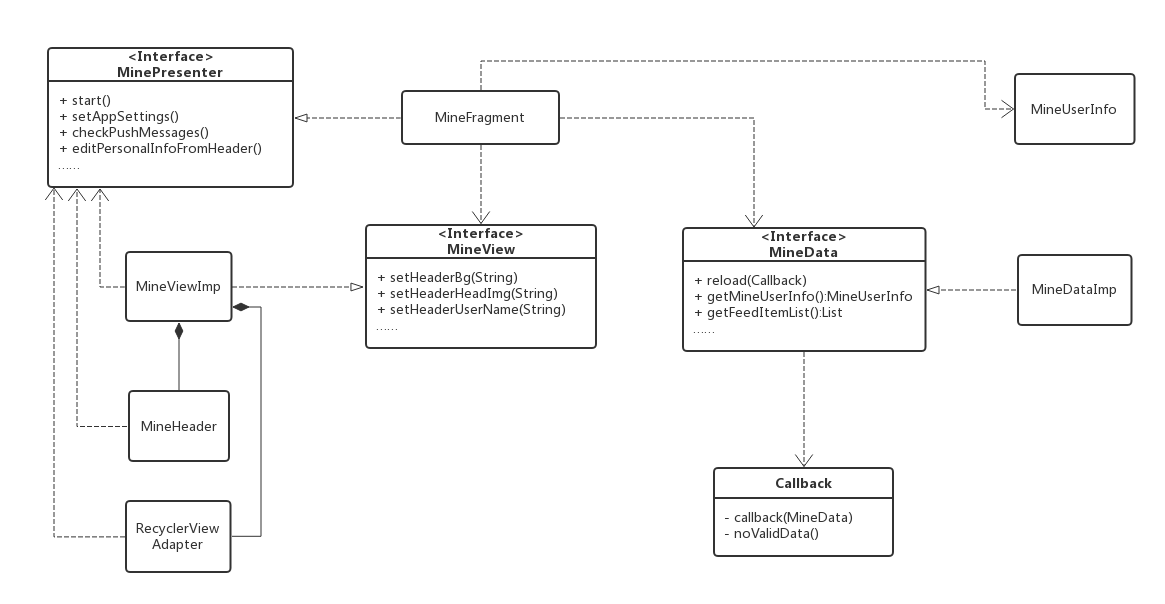 <Interface>
MinePresenter
+ start()
+ setAppSettings()
+ checkPushMessages()
+ editPersonalInfoFromHeader()
......
MineFragment
MineUserInfo
<Interface>
MineView
+ setHeaderBg(String)
+ setHeaderHeadImg(String)
+ setHeaderUserName(String)
......
<Interface>
MineData
+ reload(Callback)
+ getMineUserInfo():MineUserInfo
+ getFeedItemList():List
......
MineDataImp
MineViewImp
MineHeader
RecyclerView
Adapter
Callback
- callback(MineData)
- noValidData()